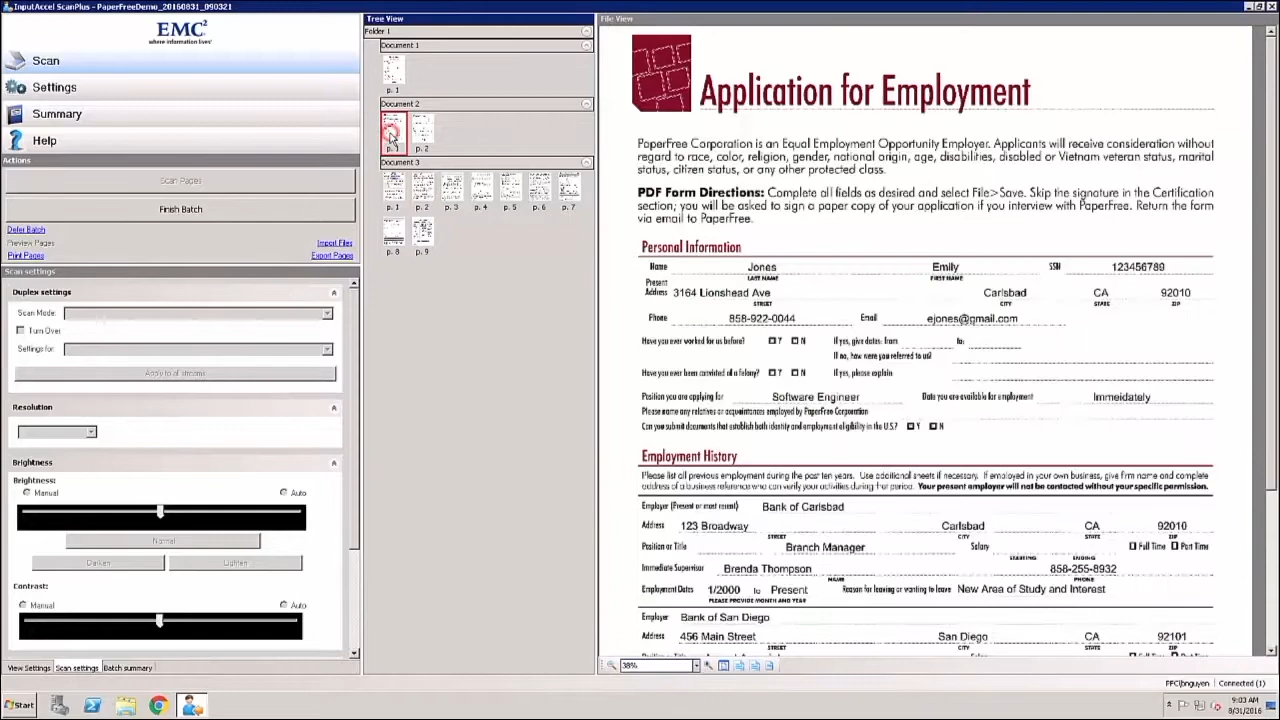 InputAccel ScanPlus - PaperFreeDemo_20160831_090321
EMC²
where information lives
Scan
Settings
Summary
Help
Actions
Scan Pages
Finish Batch
Defer Batch
Preview Pages Import Files
Print Pages Export Pages
Scan settings
Duplex settings
Scan Mode:
Turn Over
Settings for:
Apply to all streams
Resolution
Brightness
Brightness:
Manual Auto
Normal
Darken Lighten
Contrast:
Manual Auto
View Settings Scan settings Batch summary
Tree View
Folder 1
Document 1
p. 1
Document 2
p. 1 p. 2
Document 3
p. 1 p. 2 p. 3 p. 4 p. 5 p. 6 p. 7
p. 8 p. 9
File View
Application for Employment
PaperFree Corporation is an Equal Employment Opportunity Employer. Applicants will receive consideration without
regard to race, color, religion, gender, national origin, age, disabilities, disabled or Vietnam veteran status, marital
status, citizen status, or any other protected class.
PDF Form Directions: Complete all fields as desired and select File>Save. Skip the signature in the Certification
section; you will be asked to sign a paper copy of your application if you interview with PaperFree. Return the form
via email to PaperFree.
Personal Information
Name Jones Emily SSN 123456789
LAST NAME FIRST NAME
Present
Address 3164 Lionshead Ave Carlsbad CA 92010
STREET CITY STATE ZIP
Phone 858-922-0044 Email ejones@gmail.com
Have you ever worked for us before? Y N If yes, give dates: from to:
If no, how were you referred to us?
Have you ever been convicted of a felony? Y N If yes, please explain
Position you are applying for Software Engineer Date you are available for employment Immeidately
Please name any relatives or acquaintances employed by PaperFree Corporation
Can you submit documents that establish both identity and employment eligibility in the U.S.? Y N
Employment History
Please list all previous employment during the past ten years. Use additional sheets if necessary. If employed in your own business, give firm name and complete
address of a business reference who can verify your activities during that period. Your present employer will not be contacted without your specific permission.
Employer (Present or most recent) Bank of Carlsbad
Address 123 Broadway Carlsbad CA 92010
STREET CITY STATE ZIP
Position or Title Branch Manager Salary Full Time Part Time
STARTING ENDING
Immediate Supervisor Brenda Thompson 858-255-8932
NAME PHONE
Employment Dates 1/2000 to Present Reason for leaving or wanting to leave New Area of Study and Interest
PLEASE PROVIDE MONTH AND YEAR
Employer Bank of San Diego
Address 456 Main Street San Diego CA 92101
STREET CITY STATE ZIP
38%
PFC\bnguyen Connected (1)
Start
9:03 AM
8/31/2016